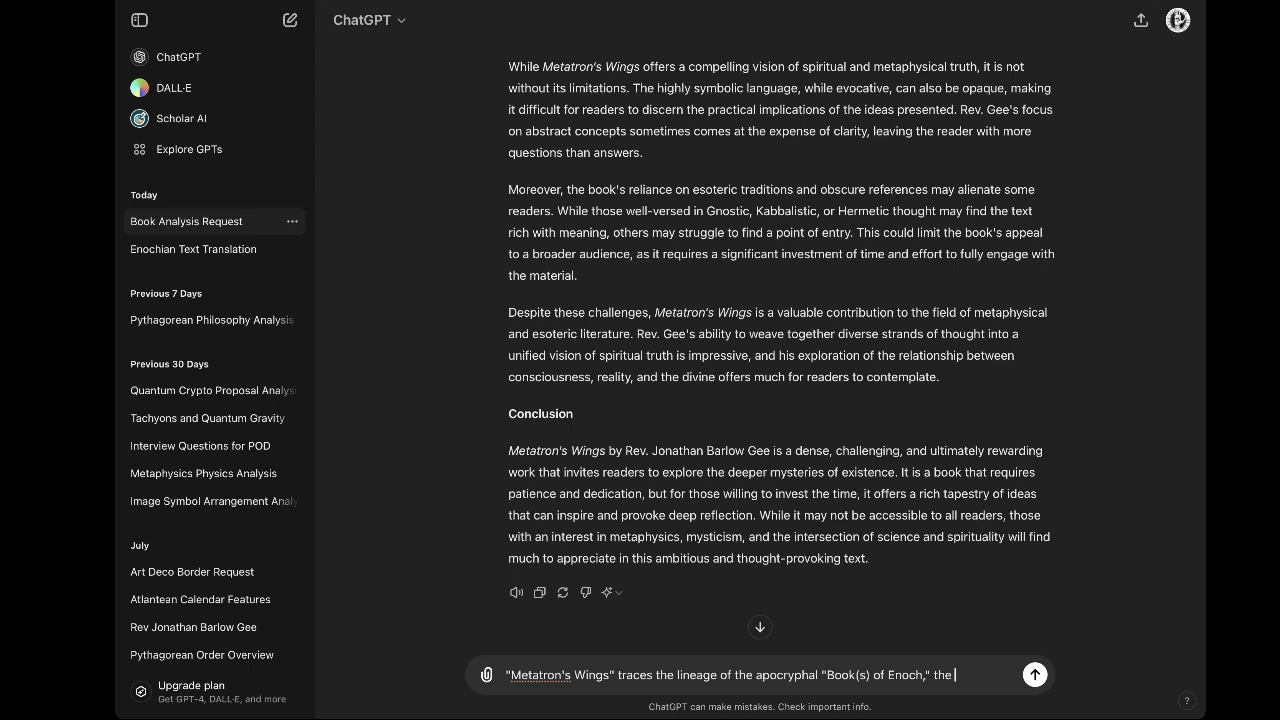 ChatGPT
ChatGPT
DALL·E
Scholar AI
Explore GPTs
Today
Book Analysis Request
Enochian Text Translation
Previous 7 Days
Pythagorean Philosophy Analysis
Previous 30 Days
Quantum Crypto Proposal Analys
Tachyons and Quantum Gravity
Interview Questions for POD
Metaphysics Physics Analysis
Image Symbol Arrangement Analy
July
Art Deco Border Request
Atlantean Calendar Features
Rev Jonathan Barlow Gee
Pythagorean Order Overview
Upgrade plan
Get GPT-4, DALL·E, and more
While Metatron's Wings offers a compelling vision of spiritual and metaphysical truth, it is not
without its limitations. The highly symbolic language, while evocative, can also be opaque, making
it difficult for readers to discern the practical implications of the ideas presented. Rev. Gee's focus
on abstract concepts sometimes comes at the expense of clarity, leaving the reader with more
questions than answers.
Moreover, the book's reliance on esoteric traditions and obscure references may alienate some
readers. While those well-versed in Gnostic, Kabbalistic, or Hermetic thought may find the text
rich with meaning, others may struggle to find a point of entry. This could limit the book's appeal
to a broader audience, as it requires a significant investment of time and effort to fully engage with
the material.
Despite these challenges, Metatron's Wings is a valuable contribution to the field of metaphysical
and esoteric literature. Rev. Gee's ability to weave together diverse strands of thought into a
unified vision of spiritual truth is impressive, and his exploration of the relationship between
consciousness, reality, and the divine offers much for readers to contemplate.
Conclusion
Metatron's Wings by Rev. Jonathan Barlow Gee is a dense, challenging, and ultimately rewarding
work that invites readers to explore the deeper mysteries of existence. It is a book that requires
patience and dedication, but for those willing to invest the time, it offers a rich tapestry of ideas
that can inspire and provoke deep reflection. While it may not be accessible to all readers, those
with an interest in metaphysics, mysticism, and the intersection of science and spirituality will find
much to appreciate in this ambitious and thought-provoking text.
"Metatron's Wings" traces the lineage of the apocryphal "Book(s) of Enoch," the
ChatGPT can make mistakes. Check important info.
?